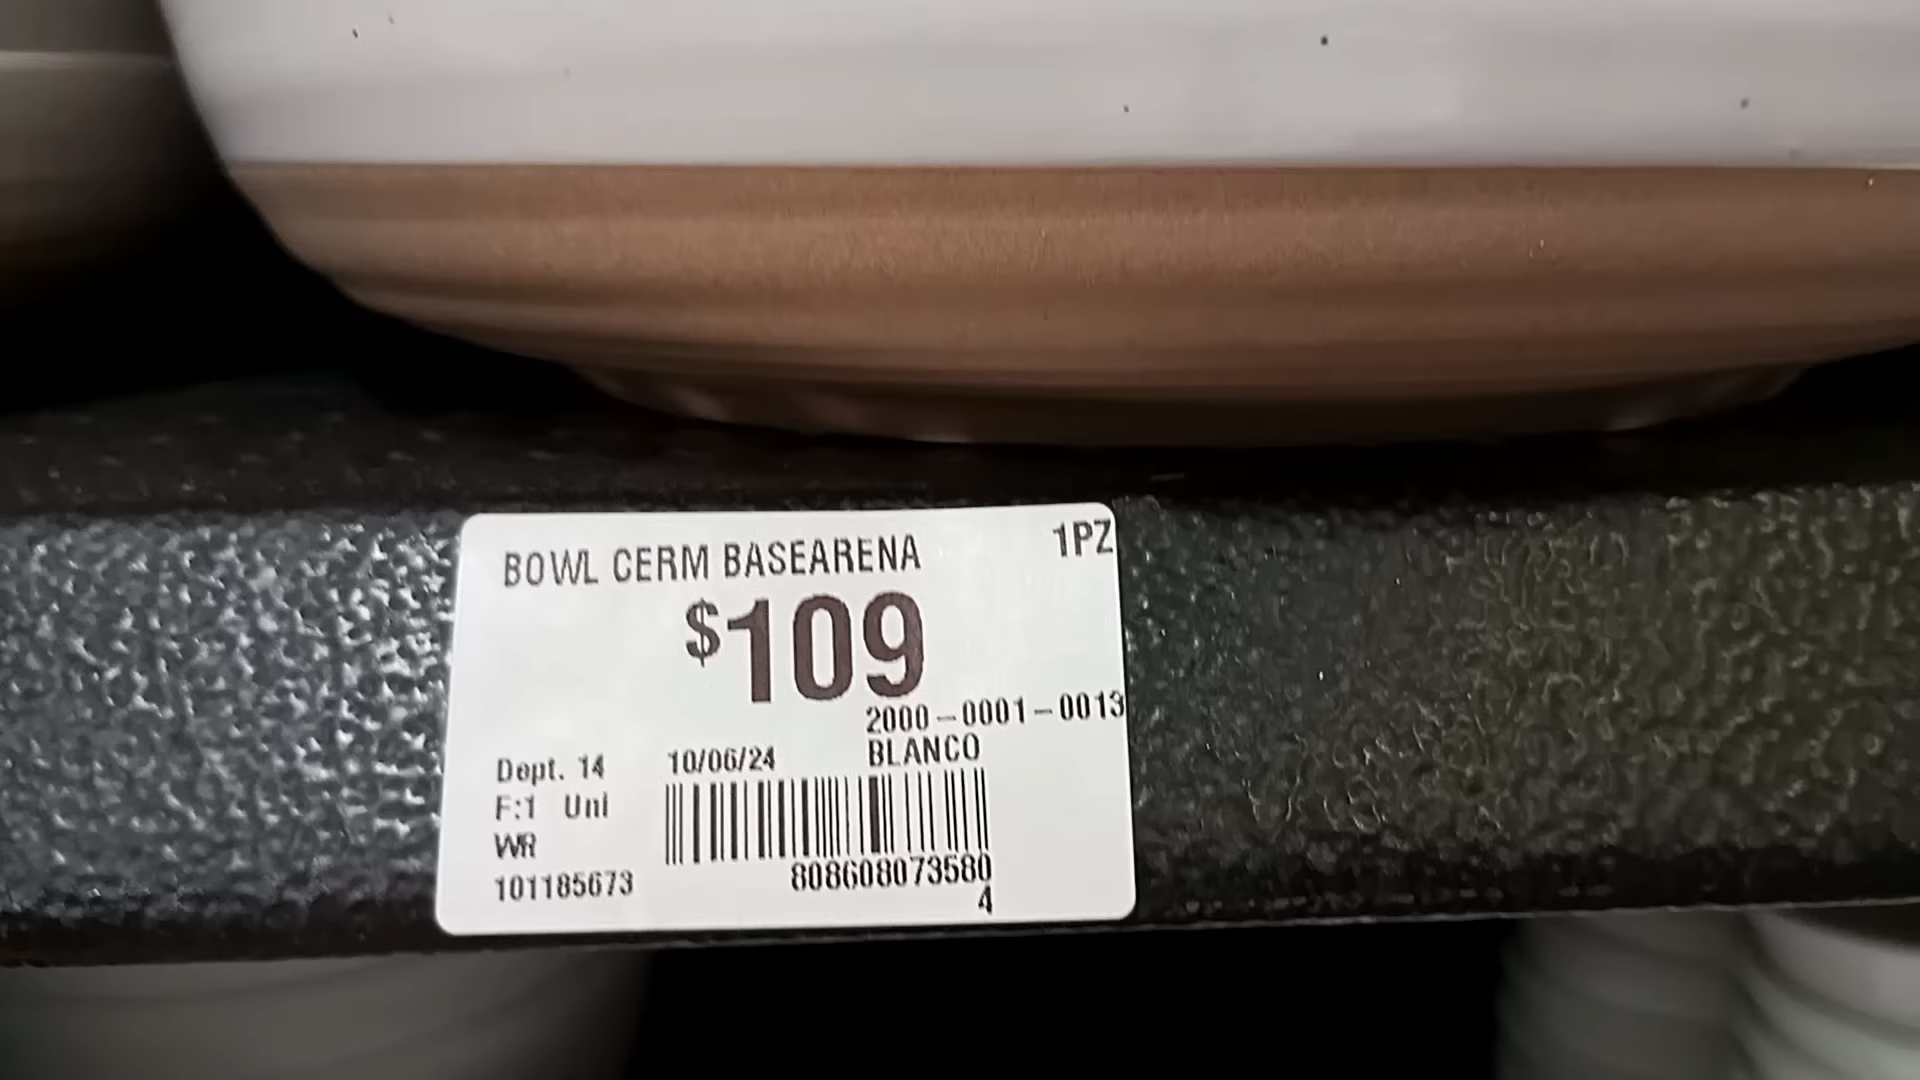 BOWL CERM BASEARENA 1PZ
$109
2000-0001-0013
Dept. 14 10/06/24 BLANCO
F:1 Uni
WR
101185673 808608073580
4